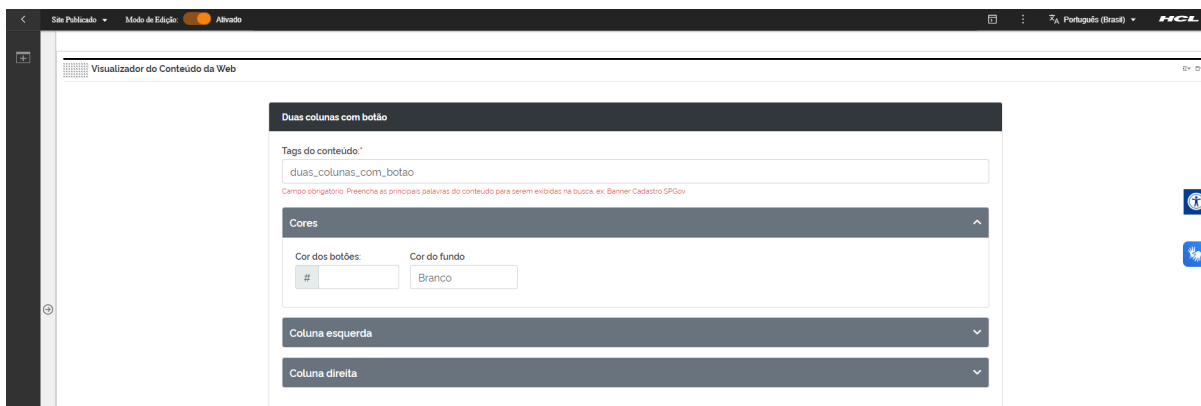 Site Publicado
Modo de Edição:
Ativado
Português (Brasil)
HCL
Visualizador do Conteúdo da Web
Duas colunas com botão
Tags do conteúdo:*
duas_colunas_com_botao
Campo obrigatório. Preencha as principais palavras do conteúdo para serem exibidas na busca, ex: Banner Cadastro SPGov
Cores
Cor dos botões:
Cor do fundo
#
Branco
Coluna esquerda
Coluna direita